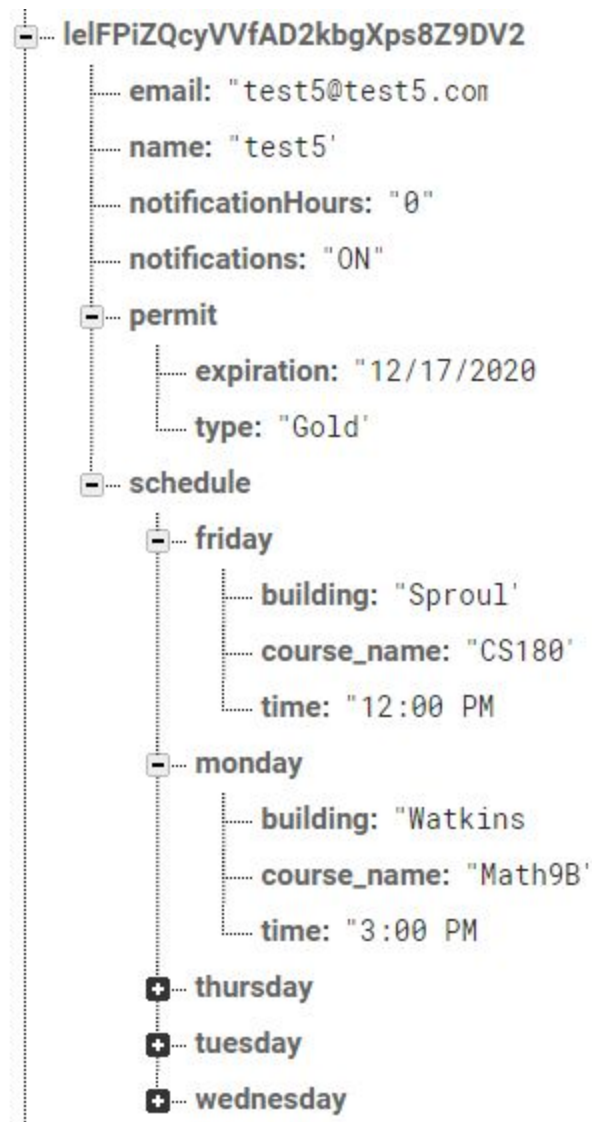 lelFPiZQcyVVfAD2kbgXps8Z9DV2
email: "test5@test5.com
name: "test5'
notificationHours: "0"
notifications: "ON"
permit
expiration: "12/17/2020
type: "Gold'
schedule
friday
building: "Sproul'
course_name: "CS180'
time: "12:00 PM
monday
building: "Watkins
course_name: "Math9B'
time: "3:00 PM
thursday
tuesday
wednesday